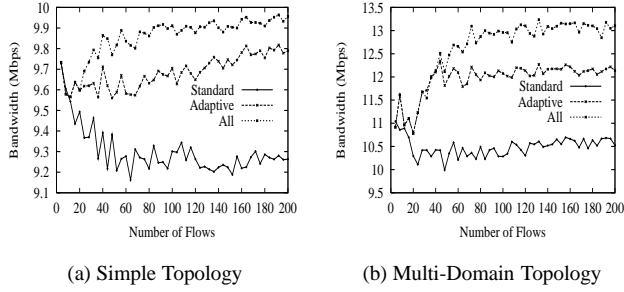 10
9.9
9.8
9.7
9.6
9.5
9.4
9.3
9.2
9.1
Bandwidth (Mbps)
Standard
Adaptive
All
0 20 40 60 80 100 120 140 160 180 200
Number of Flows
(a) Simple Topology
13.5
13
12.5
12
11.5
11
10.5
10
9.5
Bandwidth (Mbps)
Standard
Adaptive
All
0 20 40 60 80 100 120 140 160 180 200
Number of Flows
(b) Multi-Domain Topology